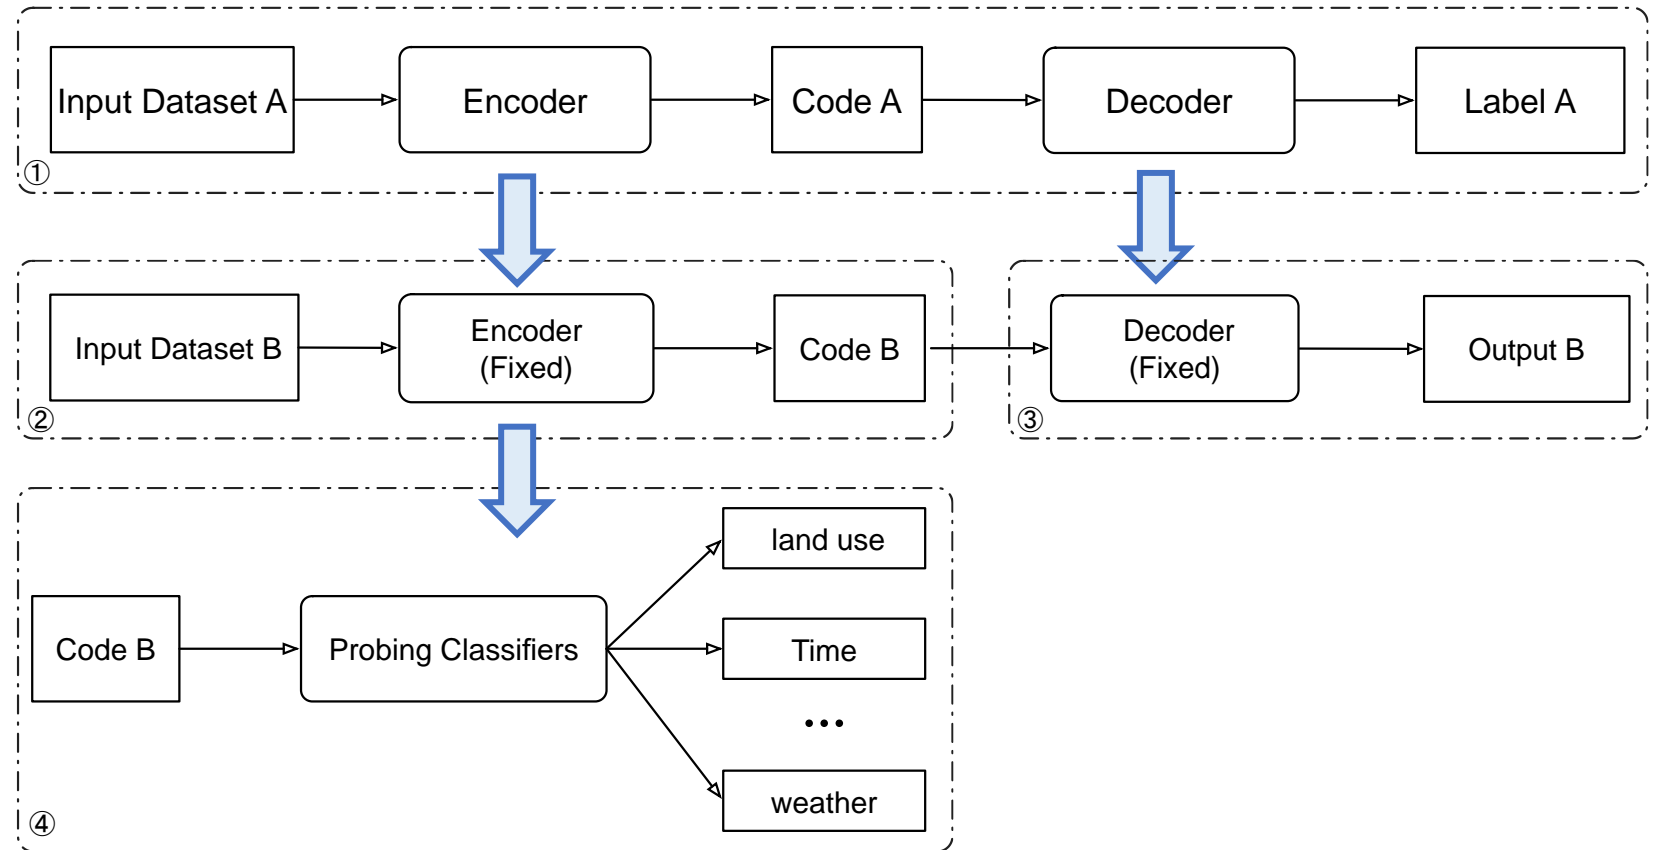 Input Dataset A
Encoder
Code A
Decoder
Label A
①
Input Dataset B
Encoder
(Fixed)
Code B
②
Decoder
(Fixed)
Output B
③
Code B
Probing Classifiers
land use
Time
•••
weather
④